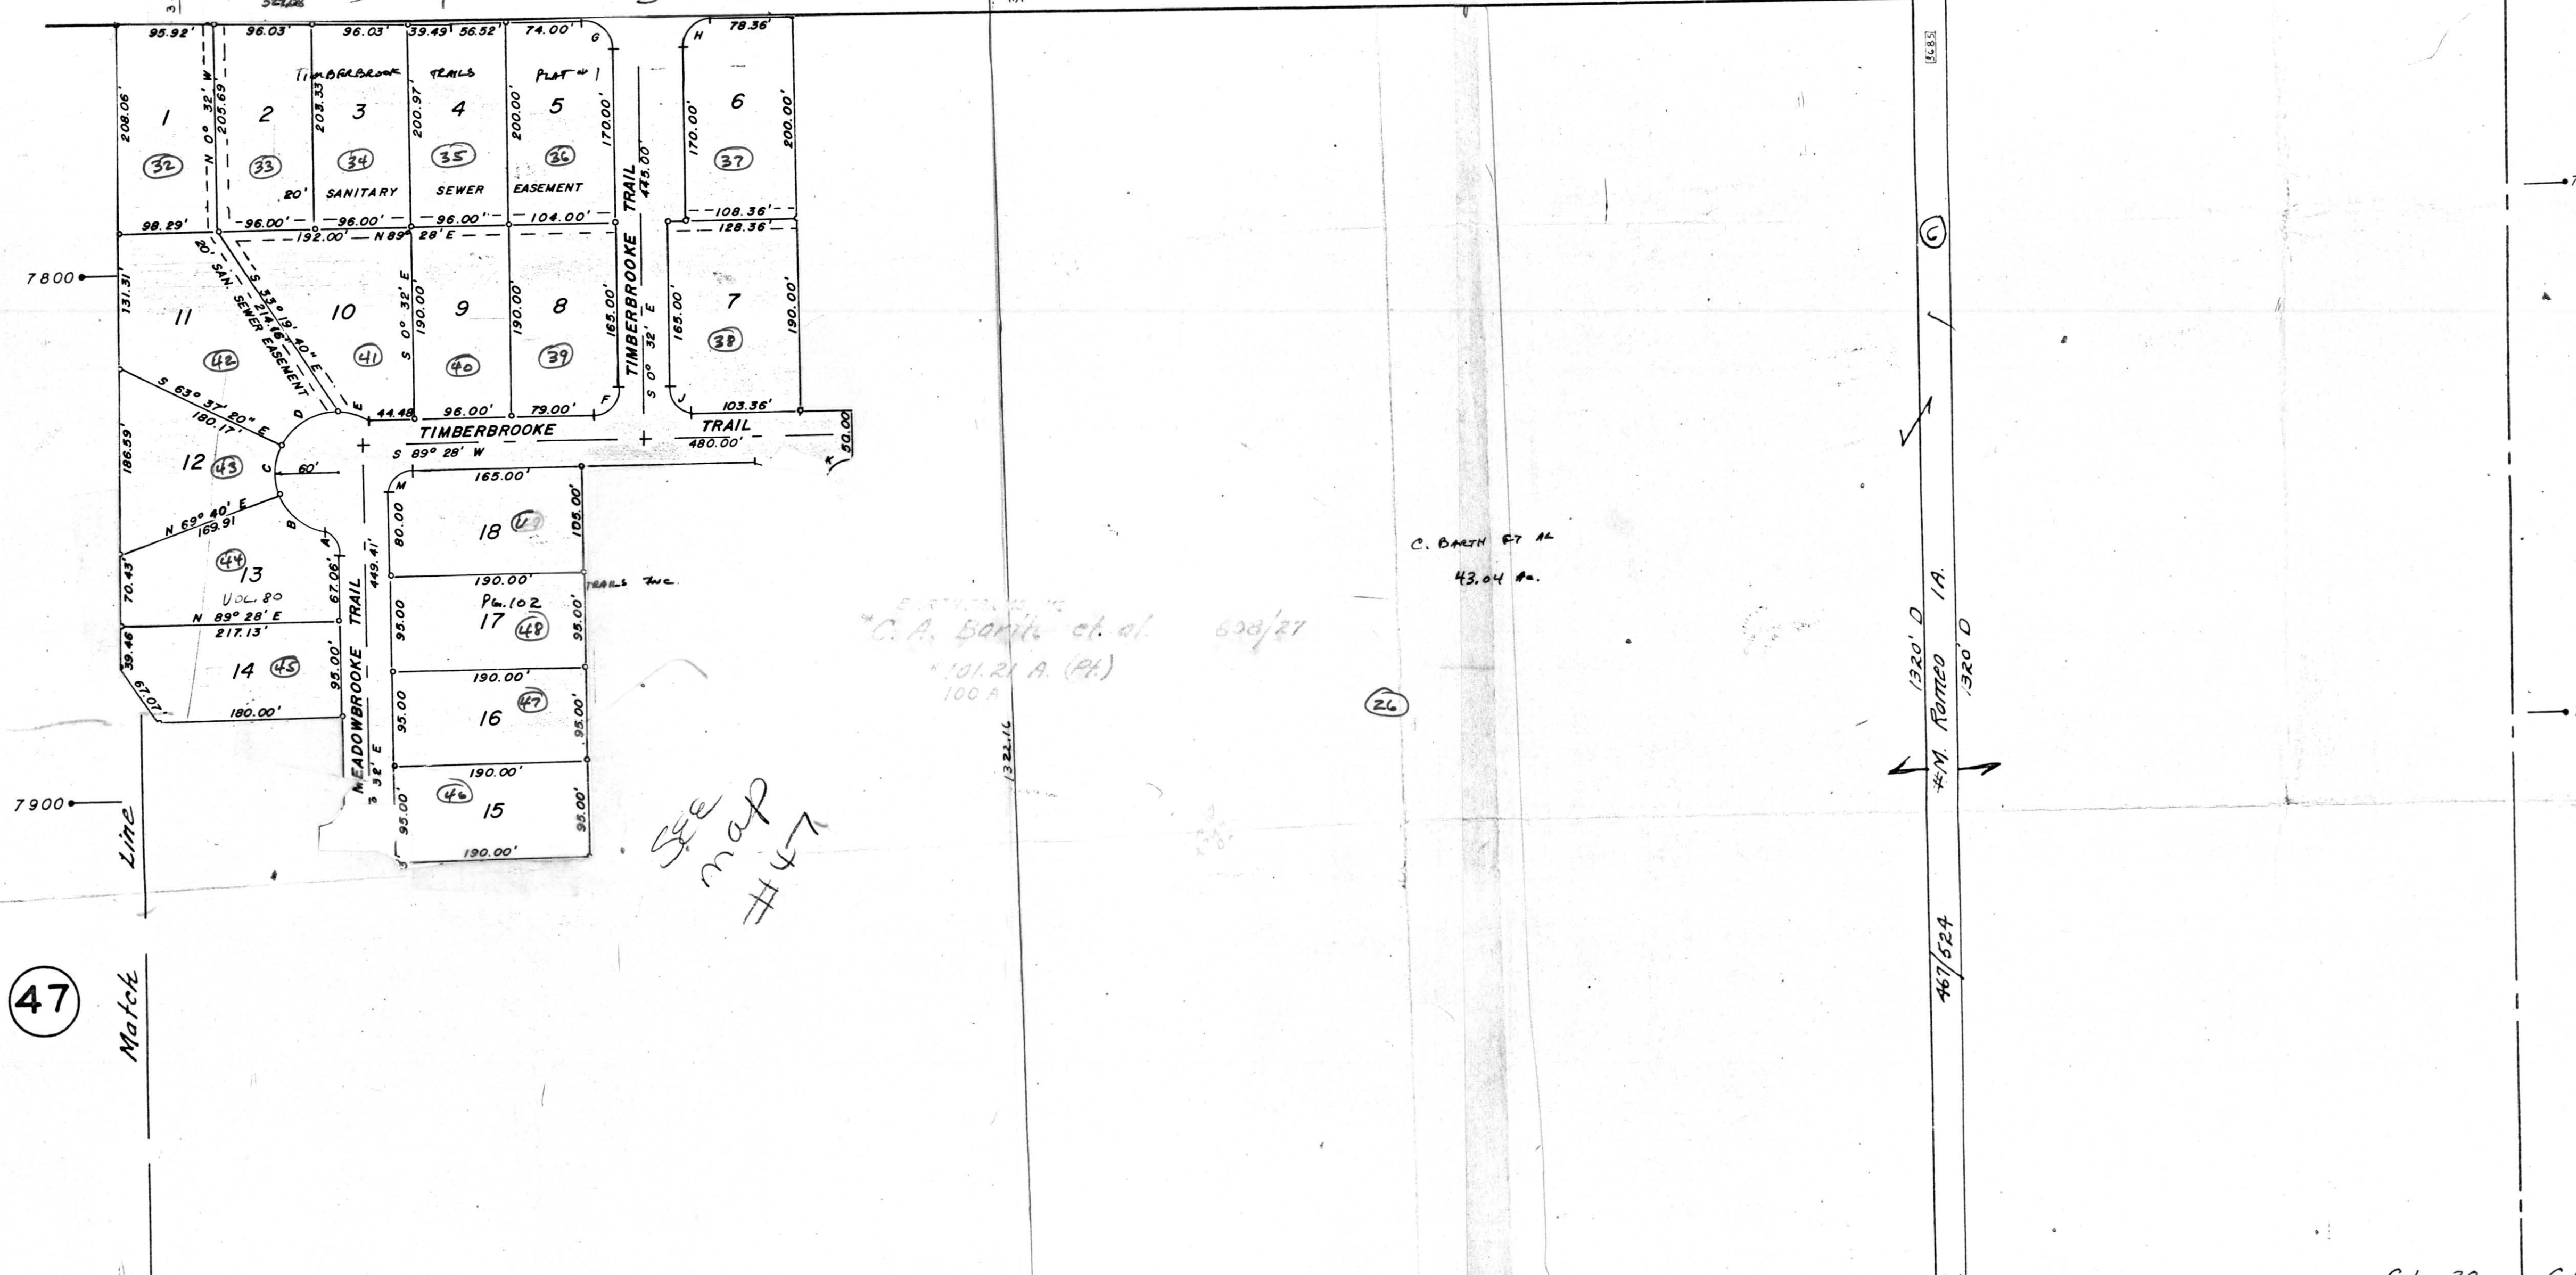 95.92' 96.03' 96.03' 39.49' 56.52' 74.00' G H 78.36'
TIMBERBROOK TRAILS PLAT #1
208.06' N 0° 32' W 205.69' 203.33' 200.97' 200.00' 170.00' 170.00' 200.00'
1 2 3 4 5 6
32 33 34 35 36 37
20' SANITARY SEWER EASEMENT
TIMBERBROOKE TRAIL
445.00'
S 0° 32' E
98.29' 96.00' 96.00' 96.00' 104.00' 108.36'
192.00' N 89° 28' E 128.36'
7800
131.31'
20' SAN. SEWER EASEMENT
S 33° 19' 40" E
S 0° 32' E 190.00' 190.00' 165.00' 165.00' 190.00'
11 10 9 8 7
42 41 40 39 38
S 63° 37' 20" E
180.17'
D E 44.48 96.00' 79.00' F J 103.36'
TIMBERBROOKE TRAIL
480.00' 50.00
S 89° 28' W K
186.59'
12 43 C 60'
M 165.00'
N 69° 40' E
169.91
B A
80.00 18 105.00'
449.41'
44
13
70.43' 67.06'
VOL. 80
190.00' TRAILS INC.
PG. 102
95.00 17 48 95.00'
N 89° 28' E
217.13'
39.46 14 45 95.00'
67.07'
180.00'
190.00'
95.00 16 47 95.00'
MEADOWBROOKE TRAIL
32' E
190.00'
46
95.00' 15 95.00'
190.00'
7900
Match Line
47
SEE
map
#47
C. A. Barth et. al. 608/27
101.21 A. (Pt.)
100 A
1322.16
C. BARTH ET AL
43.04 Ac.
26
3685
6
1320' D
#M. Romeo 1A.
1320' D
467/524